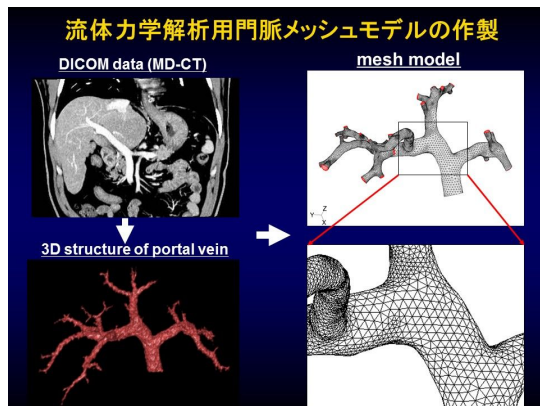 流体力学解析用門脈メッシュモデルの作製
DICOM data (MD-CT)
mesh model
3D structure of portal vein
Z
Y
X